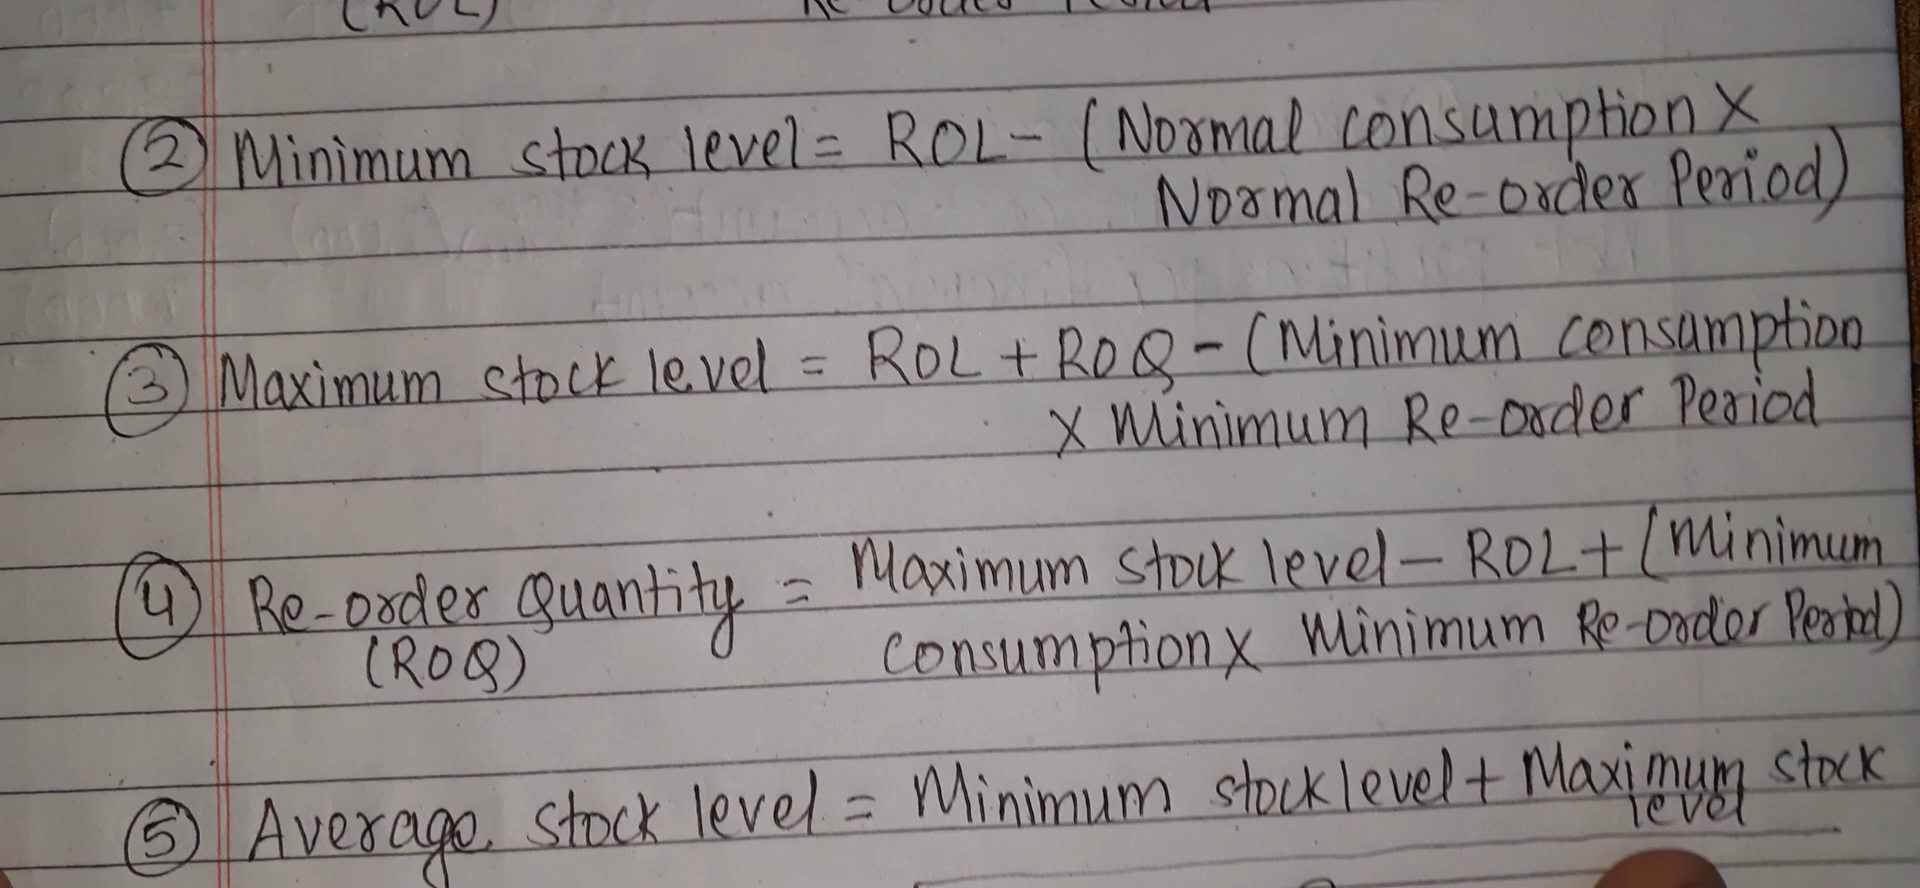 (ROL)
② Minimum stock level = ROL - (Normal consumption X
Normal Re-order Period)
③ Maximum stock level = ROL + ROQ - (Minimum consumption
X Minimum Re-order Period
④ Re-order Quantity = Maximum stock level - ROL + (Minimum
(ROQ) consumption X Minimum Re-order Period)
⑤ Average stock level = Minimum stock level + Maximum stock
level